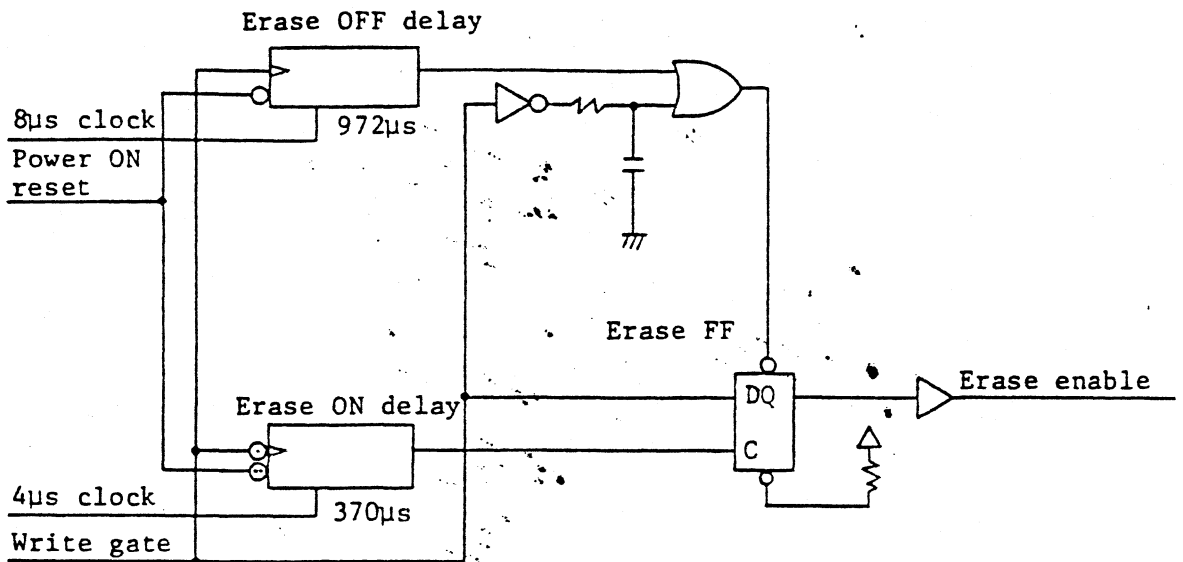 Erase OFF delay
8µs clock
972µs
Power ON
reset
Erase FF
DQ
Erase enable
Erase ON delay
C
4µs clock
370µs
Write gate